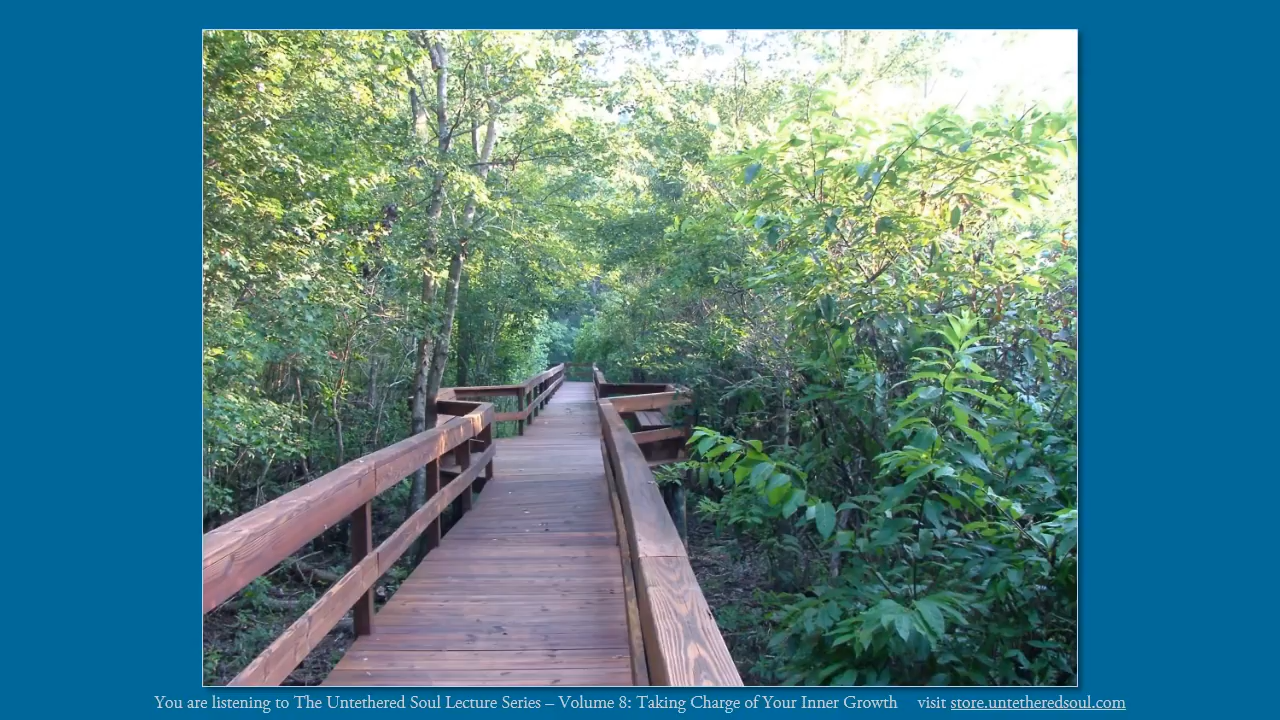 You are listening to The Untethered Soul Lecture Series – Volume 8: Taking Charge of Your Inner Growth visit store.untetheredsoul.com